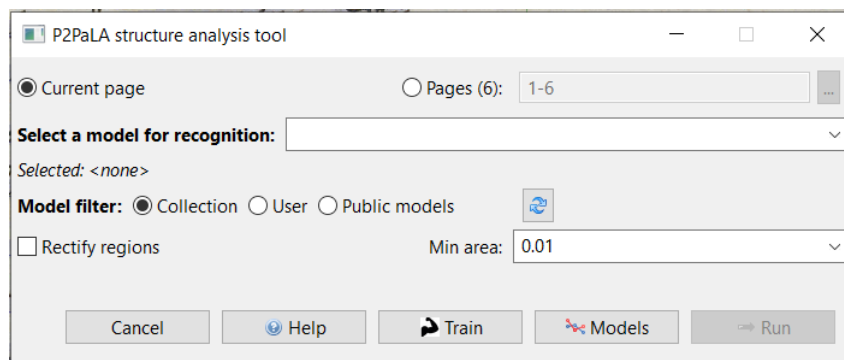 P2PaLA structure analysis tool
Current page Pages (6): 1-6 ...
Select a model for recognition:
Selected: <none>
Model filter: Collection User Public models
Rectify regions Min area: 0.01
Cancel Help Train Models Run